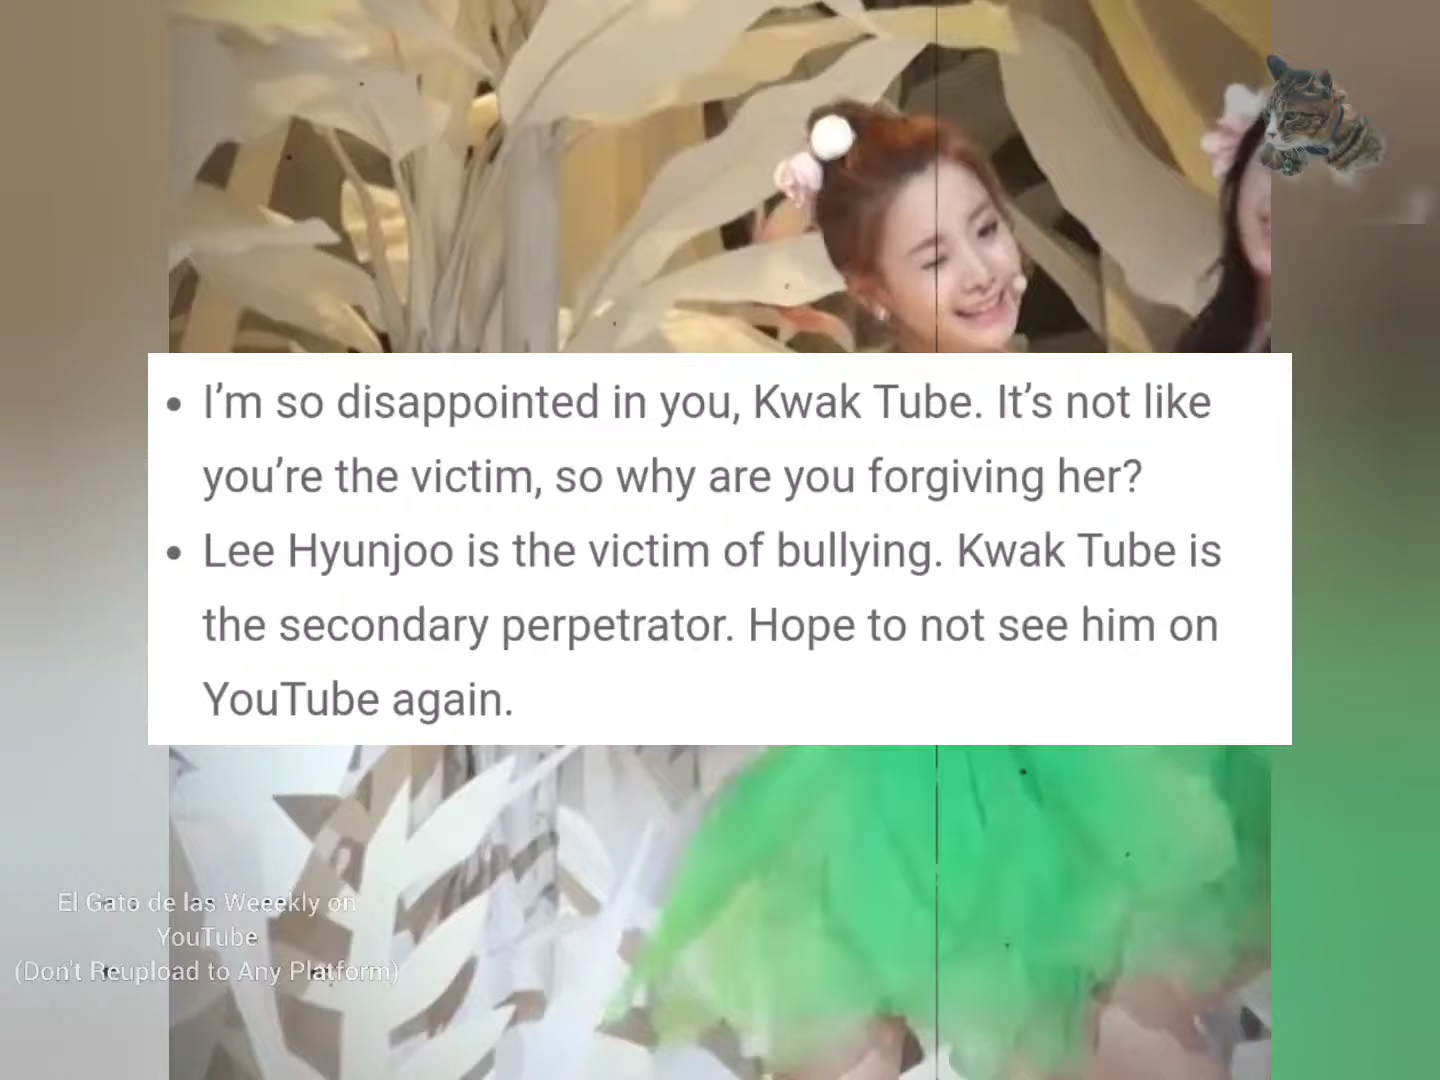 • I’m so disappointed in you, Kwak Tube. It’s not like
you’re the victim, so why are you forgiving her?
• Lee Hyunjoo is the victim of bullying. Kwak Tube is
the secondary perpetrator. Hope to not see him on
YouTube again.
El Gato de las Weeekly on
YouTube
(Don't Reupload to Any Platform)